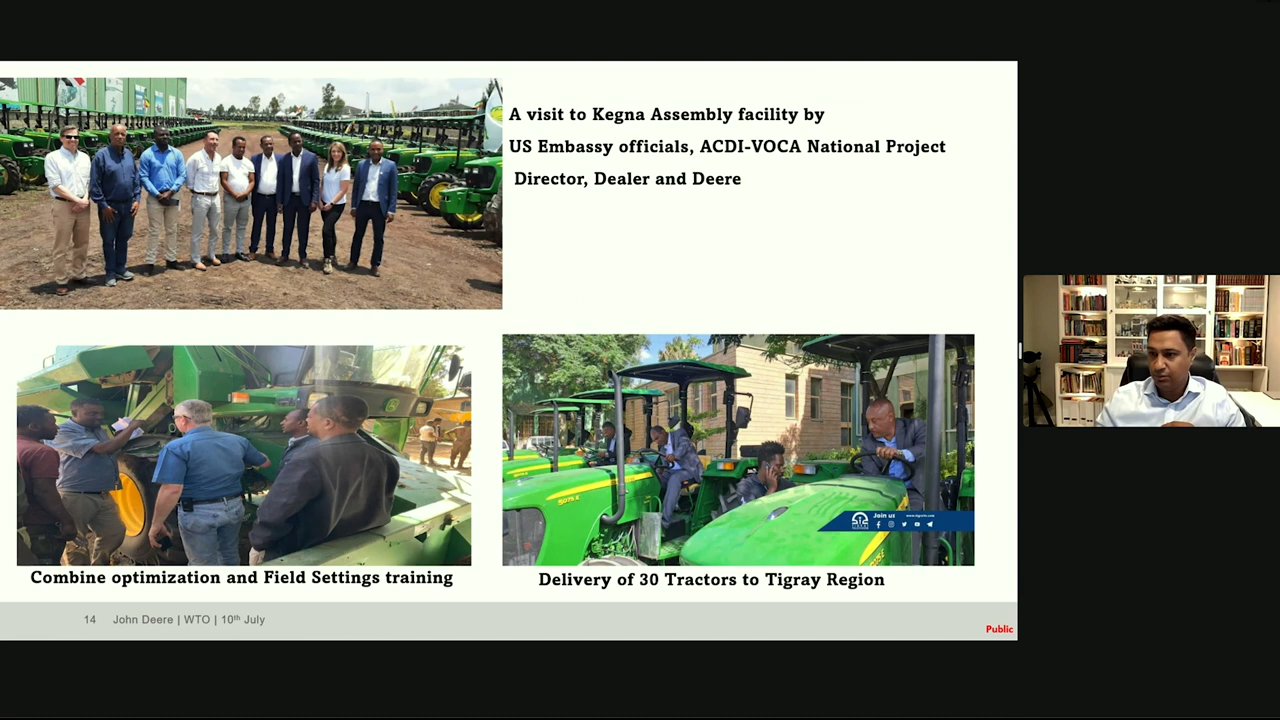 A visit to Kegna Assembly facility by
US Embassy officials, ACDI-VOCA National Project
Director, Dealer and Deere
Join us
Combine optimization and Field Settings training
Delivery of 30 Tractors to Tigray Region
14 John Deere | WTO | 10th July
Public